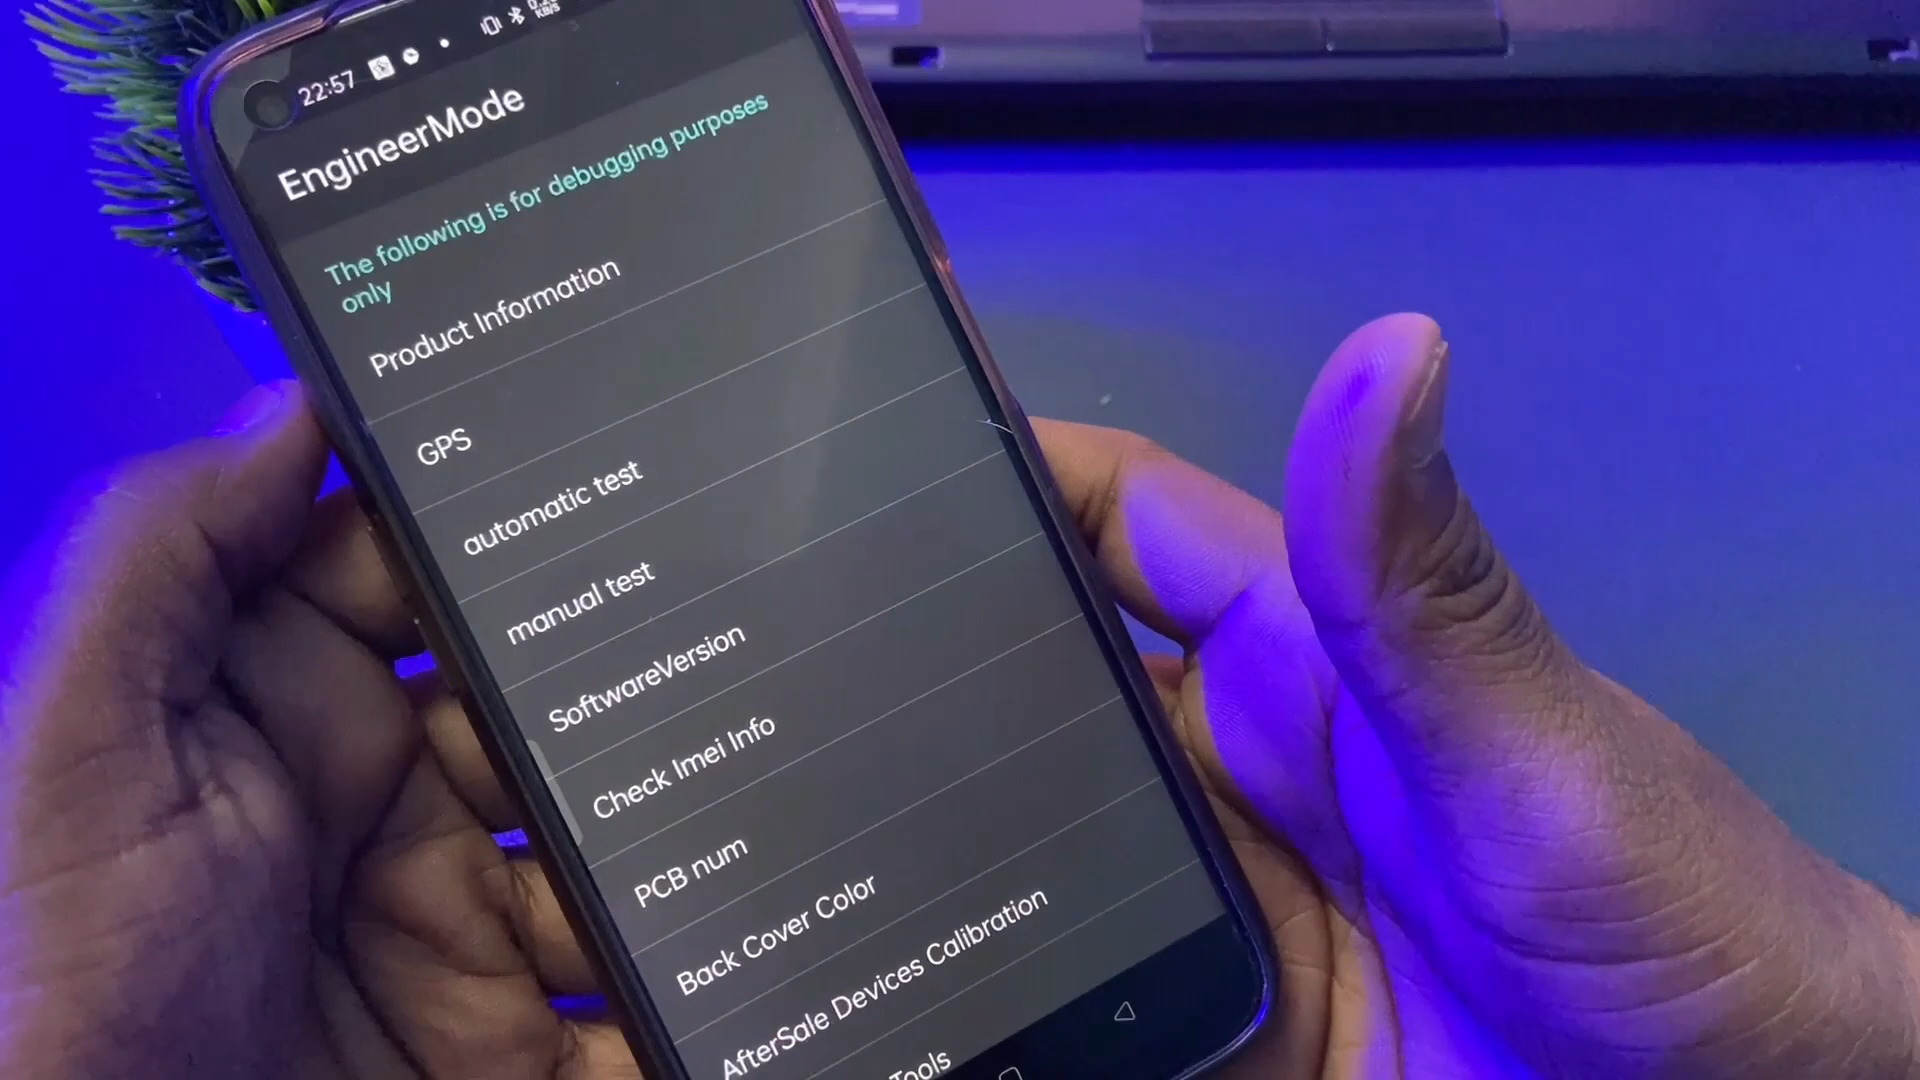 22:57
KB/s
EngineerMode
The following is for debugging purposes
only
Product Information
GPS
automatic test
manual test
SoftwareVersion
Check Imei Info
PCB num
Back Cover Color
AfterSale Devices Calibration
Tools